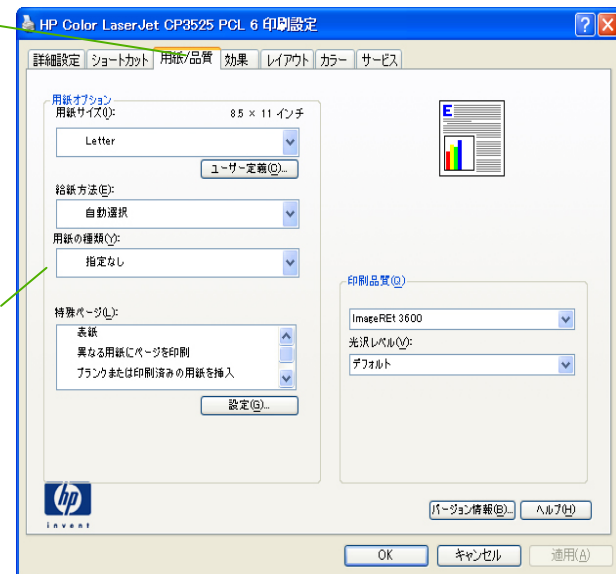 HP Color LaserJet CP3525 PCL 6 印刷設定
詳細設定 ショートカット 用紙/品質 効果 レイアウト カラー サービス
用紙オプション
用紙サイズ(I): 8.5 × 11 インチ
Letter
ユーザー定義(C)...
給紙方法(E):
自動選択
用紙の種類(Y):
指定なし
特殊ページ(L):
表紙
異なる用紙にページを印刷
ブランクまたは印刷済みの用紙を挿入
設定(G)...
E
印刷品質(Q)
ImageREt 3600
光沢レベル(V):
デフォルト
hp
invent
バージョン情報(B)... ヘルプ(H)
OK キャンセル 適用(A)